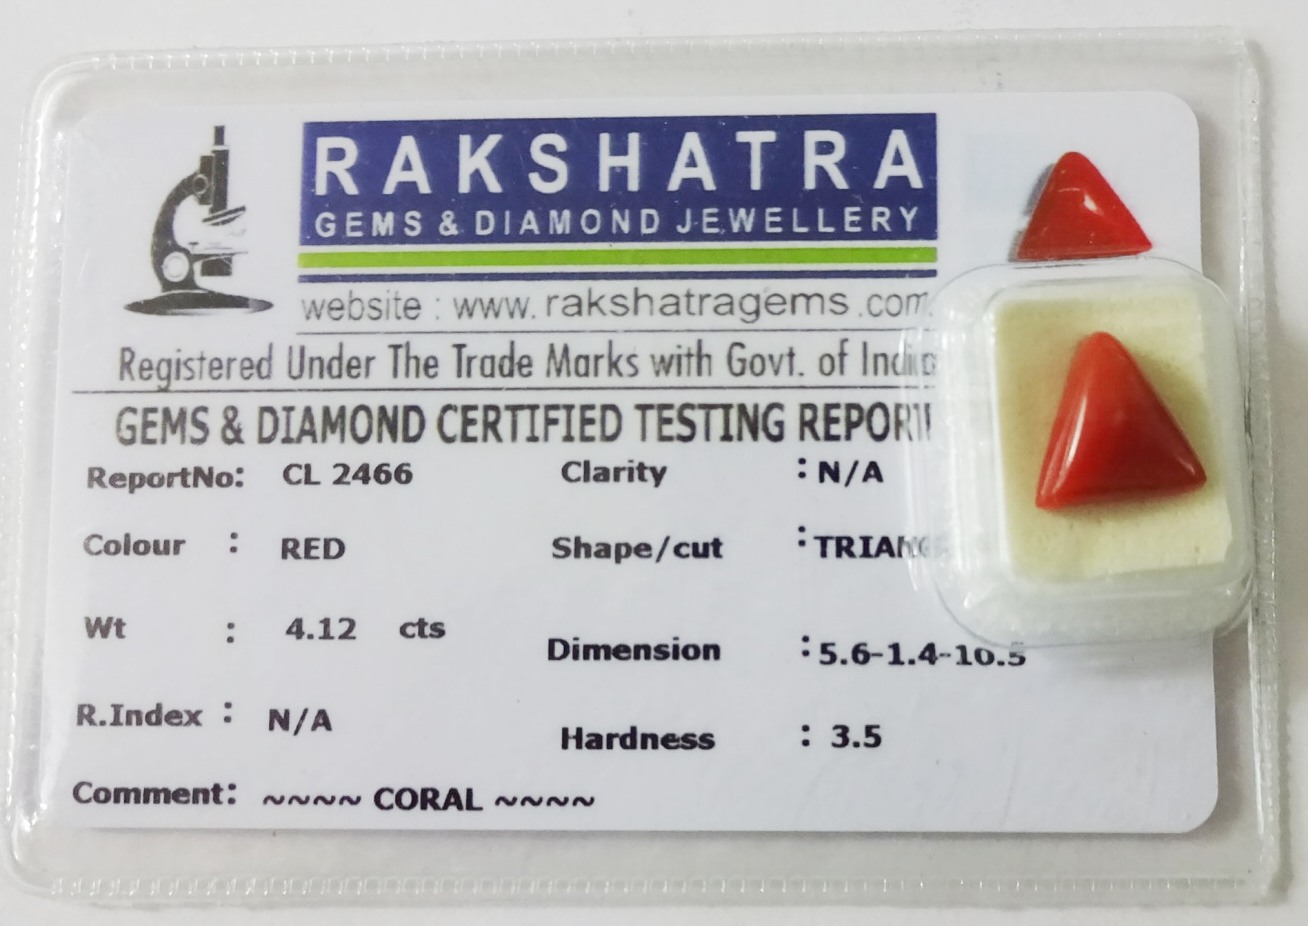 RAKSHATRA
GEMS & DIAMOND JEWELLERY
website : www. rakshatragems .com
Registered Under The Trade Marks with Govt. of India
GEMS & DIAMOND CERTIFIED TESTING REPORT
ReportNo: CL 2466 Clarity : N/A
Colour : RED Shape/cut :
Wt : 4.12 cts Dimension : 5.6-1.4-10.5
R.Index : N/A Hardness : 3.5
Comment: ~~~~ CORAL ~~~~